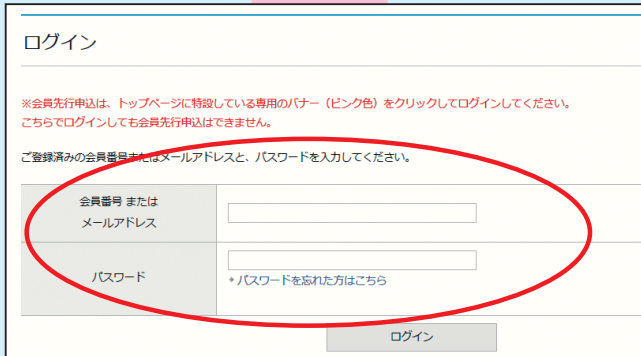 ログイン
※会員先行申込は、トップページに特設している専用のバナー（ピンク色）をクリックしてログインしてください。
こちらでログインしても会員先行申込はできません。
ご登録済みの会員番号またはメールアドレスと、パスワードを入力してください。
会員番号 または
メールアドレス
パスワード
パスワードを忘れた方はこちら
ログイン